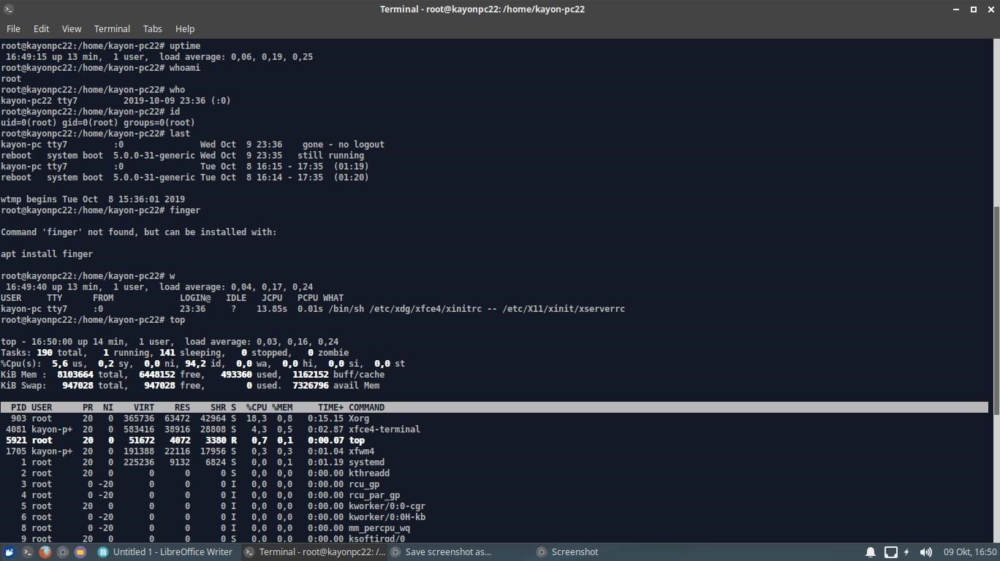 Terminal - root@kayonpc22: /home/kayon-pc22
File Edit View Terminal Tabs Help
root@kayonpc22:/home/kayon-pc22# uptime
 16:49:15 up 13 min,  1 user,  load average: 0,06, 0,19, 0,25
root@kayonpc22:/home/kayon-pc22# whoami
root
root@kayonpc22:/home/kayon-pc22# who
kayon-pc22 tty7         2019-10-09 23:36 (:0)
root@kayonpc22:/home/kayon-pc22# id
uid=0(root) gid=0(root) groups=0(root)
root@kayonpc22:/home/kayon-pc22# last
kayon-pc tty7         :0               Wed Oct  9 23:36    gone - no logout
reboot   system boot  5.0.0-31-generic Wed Oct  9 23:35   still running
kayon-pc tty7         :0               Tue Oct  8 16:15 - 17:35  (01:19)
reboot   system boot  5.0.0-31-generic Tue Oct  8 16:14 - 17:35  (01:20)
wtmp begins Tue Oct  8 15:36:01 2019
root@kayonpc22:/home/kayon-pc22# finger
Command 'finger' not found, but can be installed with:
apt install finger
root@kayonpc22:/home/kayon-pc22# w
 16:49:40 up 13 min,  1 user,  load average: 0,04, 0,17, 0,24
USER     TTY      FROM             LOGIN@   IDLE   JCPU   PCPU WHAT
kayon-pc tty7     :0               23:36    ?    13.85s  0.01s /bin/sh /etc/xdg/xfce4/xinitrc -- /etc/X11/xinit/xserverrc
root@kayonpc22:/home/kayon-pc22# top
top - 16:50:00 up 14 min,  1 user,  load average: 0,03, 0,16, 0,24
Tasks: 190 total,   1 running, 141 sleeping,   0 stopped,   0 zombie
%Cpu(s):  5,6 us,  0,2 sy,  0,0 ni, 94,2 id,  0,0 wa,  0,0 hi,  0,0 si,  0,0 st
KiB Mem :  8103664 total,  6448152 free,   493360 used,  1162152 buff/cache
KiB Swap:   947028 total,   947028 free,        0 used.  7326796 avail Mem
  PID USER      PR  NI    VIRT    RES    SHR S  %CPU %MEM     TIME+ COMMAND
  903 root      20   0  365736  63472  42964 S  18,3  0,8   0:15.15 Xorg
 4081 kayon-p+  20   0  583416  38916  28808 S   4,3  0,5   0:02.87 xfce4-terminal
 5921 root      20   0   51672   4072   3380 R   0,7  0,1   0:00.07 top
 1705 kayon-p+  20   0  191388  22116  17956 S   0,3  0,3   0:01.04 xfwm4
    1 root      20   0  225236   9132   6824 S   0,0  0,1   0:01.19 systemd
    2 root      20   0       0      0      0 S   0,0  0,0   0:00.00 kthreadd
    3 root       0 -20       0      0      0 I   0,0  0,0   0:00.00 rcu_gp
    4 root       0 -20       0      0      0 I   0,0  0,0   0:00.00 rcu_par_gp
    5 root      20   0       0      0      0 I   0,0  0,0   0:00.00 kworker/0:0-cgr
    6 root       0 -20       0      0      0 I   0,0  0,0   0:00.00 kworker/0:0H-kb
    8 root       0 -20       0      0      0 I   0,0  0,0   0:00.00 mm_percpu_wq
    9 root      20   0       0      0      0 S   0,0  0,0   0:00.00 ksoftirqd/0
Untitled 1 - LibreOffice Writer Terminal - root@kayonpc22: /... Save screenshot as... Screenshot 09 Okt, 16:50